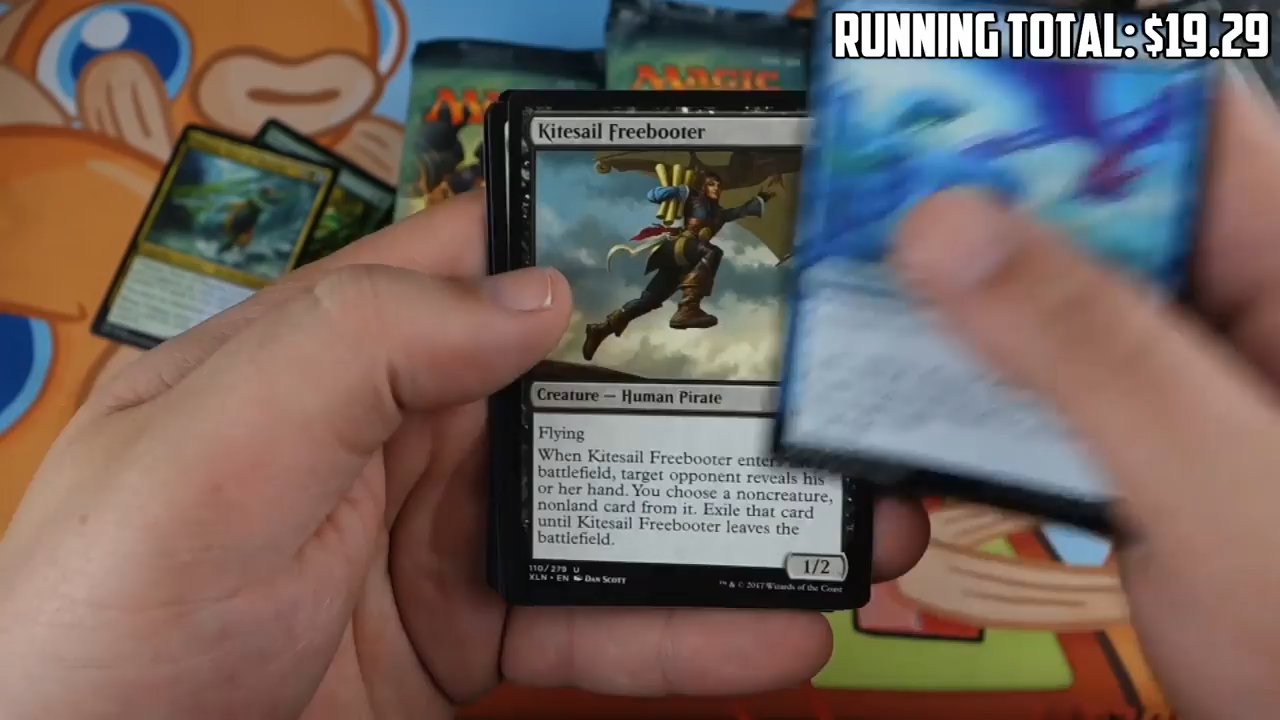 RUNNING TOTAL: $19.29
MAGIC
Kitesail Freebooter
Creature — Human Pirate
Flying
When Kitesail Freebooter enters
battlefield, target opponent reveals his
or her hand. You choose a noncreature,
nonland card from it. Exile that card
until Kitesail Freebooter leaves the
battlefield.
1/2
110/279 U
XLN • EN DAN SCOTT
™ & © 2017 Wizards of the Coast